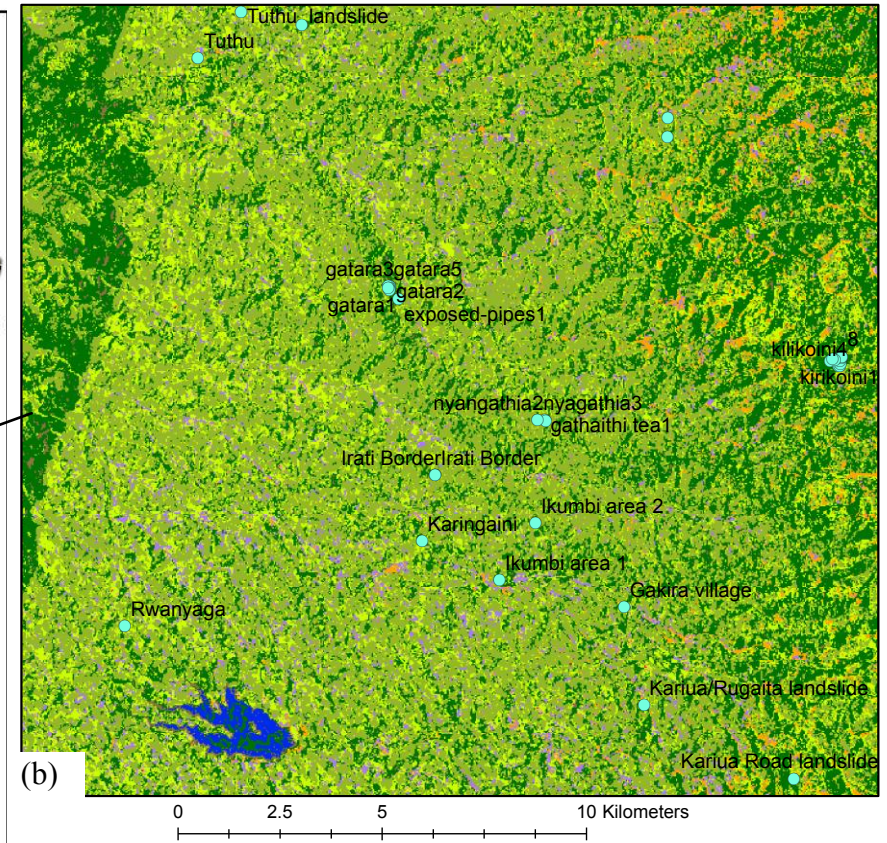 Tuthu landslide
Tuthu
gatara3gatara5
gatara2
gatara1
exposed-pipes1
kilikoini4
8
kirikoini1
nyangathia2nyagathia3
gathaithi tea1
Irati BorderIrati Border
Ikumbi area 2
Karingaini
Ikumbi area 1
Gakira village
Rwanyaga
Kariua/Rugaita landslide
Kariua Road landslide
(b)
0 2.5 5 10 Kilometers